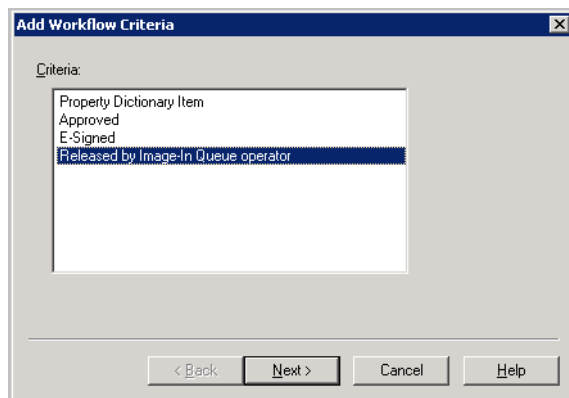 Add Workflow Criteria
Criteria:
Property Dictionary Item
Approved
E-Signed
Released by Image-In Queue operator
< Back Next > Cancel Help